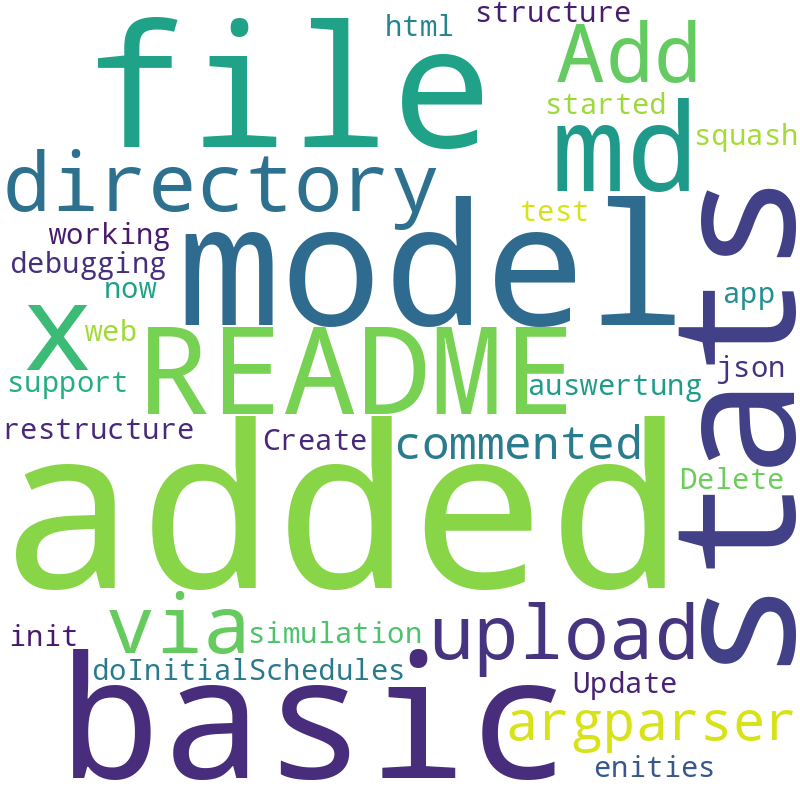 structure
html
file
Add
started
md
squash
directory
test
working
model
stats
debugging
now
app
x
web
README
json
support
auswertung
restructure
Create
commented
added
Delete
via
init
simulation
upload
doInitialSchedules
basic
Update
argparser
enities